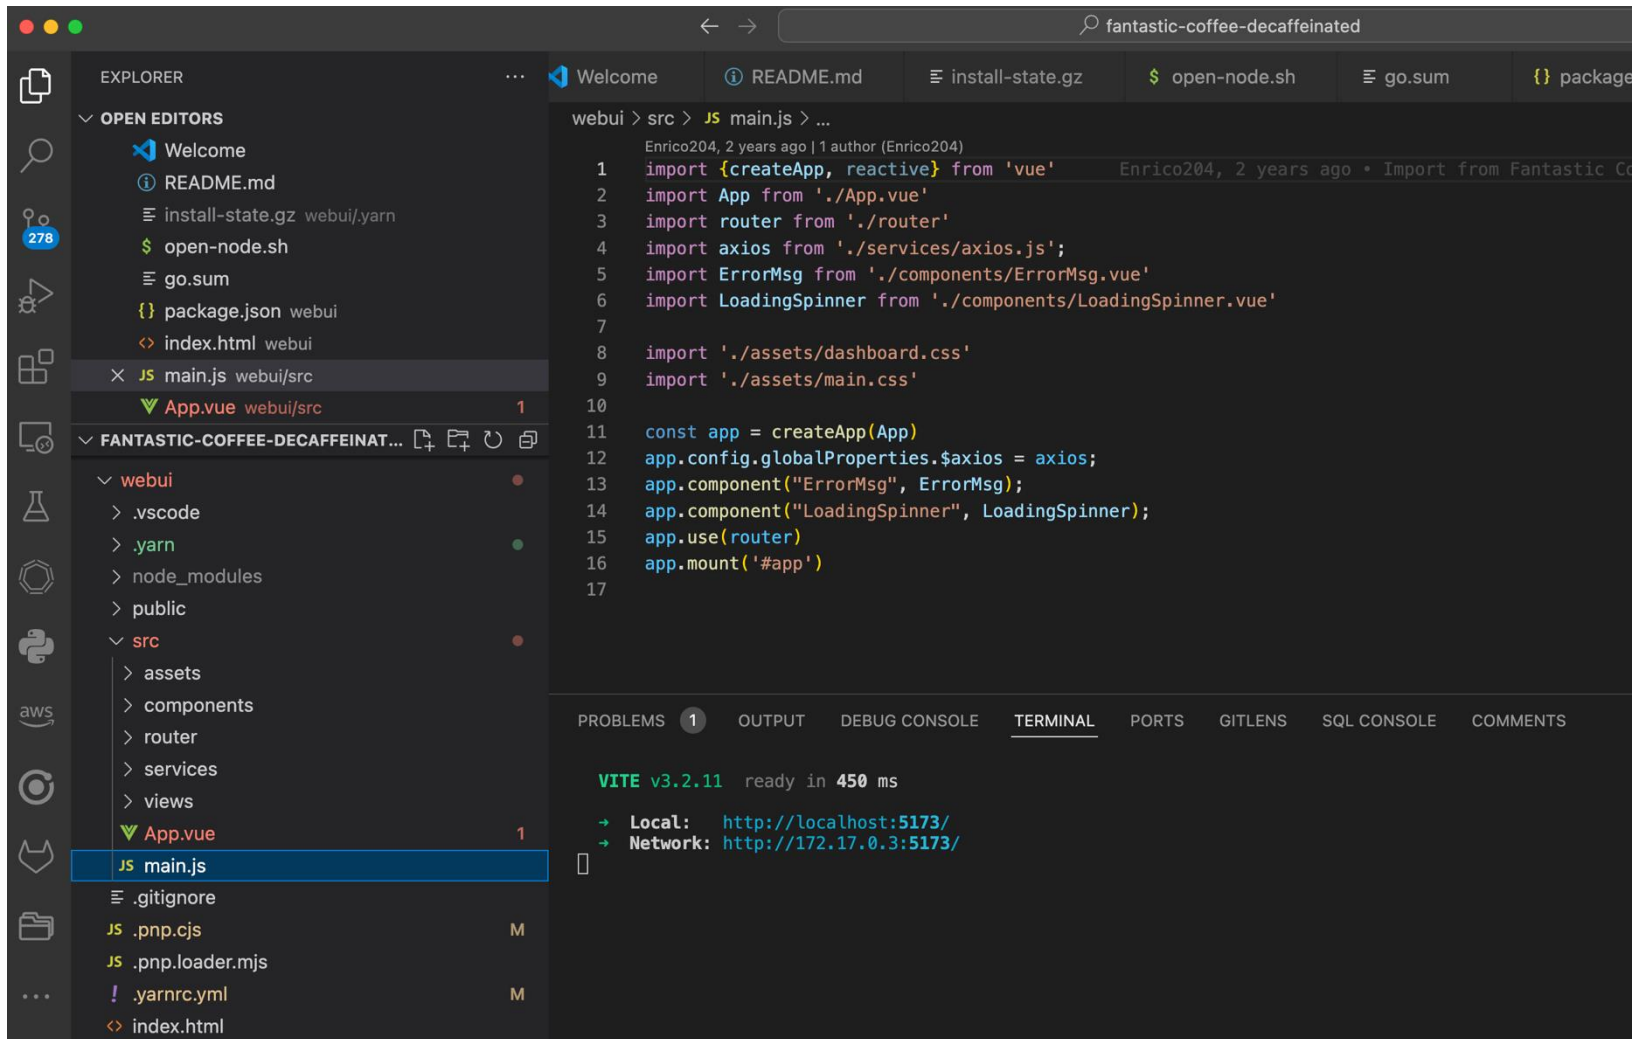 fantastic-coffee-decaffeinated
EXPLORER
Welcome
README.md
install-state.gz
open-node.sh
go.sum
package
OPEN EDITORS
Welcome
README.md
install-state.gz webui/.yarn
open-node.sh
go.sum
package.json webui
index.html webui
main.js webui/src
App.vue webui/src 1
278
aws
FANTASTIC-COFFEE-DECAFFEINAT...
webui
.vscode
.yarn
node_modules
public
src
assets
components
router
services
views
App.vue 1
JS main.js
.gitignore
JS .pnp.cjs M
JS .pnp.loader.mjs
! .yarnrc.yml M
<> index.html
webui > src > JS main.js > ...
Enrico204, 2 years ago | 1 author (Enrico204)
1 import {createApp, reactive} from 'vue' Enrico204, 2 years ago • Import from Fantastic Co
2 import App from './App.vue'
3 import router from './router'
4 import axios from './services/axios.js';
5 import ErrorMsg from './components/ErrorMsg.vue'
6 import LoadingSpinner from './components/LoadingSpinner.vue'
7
8 import './assets/dashboard.css'
9 import './assets/main.css'
10
11 const app = createApp(App)
12 app.config.globalProperties.$axios = axios;
13 app.component("ErrorMsg", ErrorMsg);
14 app.component("LoadingSpinner", LoadingSpinner);
15 app.use(router)
16 app.mount('#app')
17
PROBLEMS 1 OUTPUT DEBUG CONSOLE TERMINAL PORTS GITLENS SQL CONSOLE COMMENTS
VITE v3.2.11 ready in 450 ms
➜ Local: http://localhost:5173/
➜ Network: http://172.17.0.3:5173/